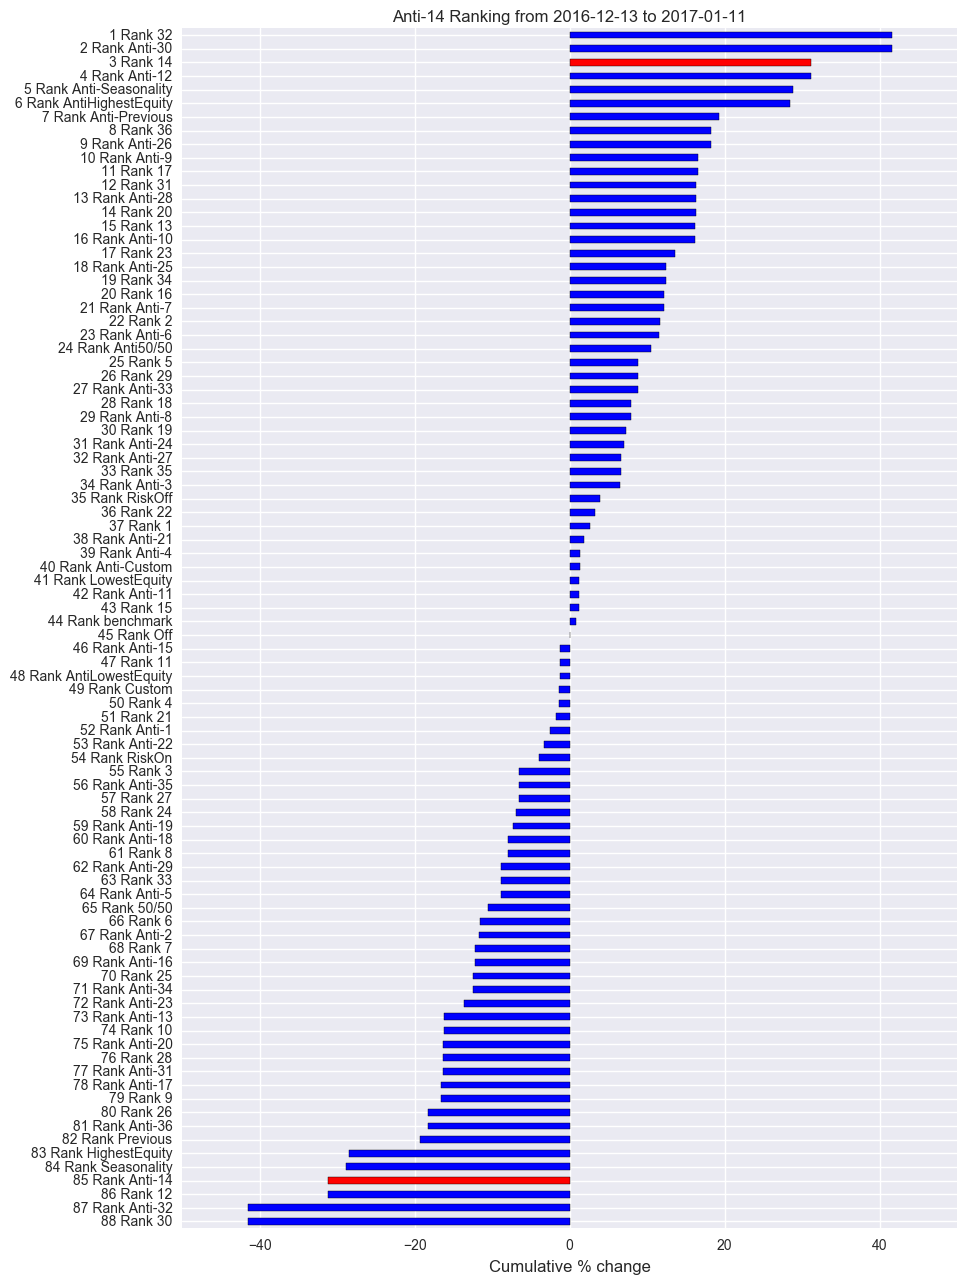 Anti-14 Ranking from 2016-12-13 to 2017-01-11
1 Rank 32
2 Rank Anti-30
3 Rank 14
4 Rank Anti-12
5 Rank Anti-Seasonality
6 Rank AntiHighestEquity
7 Rank Anti-Previous
8 Rank 36
9 Rank Anti-26
10 Rank Anti-9
11 Rank 17
12 Rank 31
13 Rank Anti-28
14 Rank 20
15 Rank 13
16 Rank Anti-10
17 Rank 23
18 Rank Anti-25
19 Rank 34
20 Rank 16
21 Rank Anti-7
22 Rank 2
23 Rank Anti-6
24 Rank Anti50/50
25 Rank 5
26 Rank 29
27 Rank Anti-33
28 Rank 18
29 Rank Anti-8
30 Rank 19
31 Rank Anti-24
32 Rank Anti-27
33 Rank 35
34 Rank Anti-3
35 Rank RiskOff
36 Rank 22
37 Rank 1
38 Rank Anti-21
39 Rank Anti-4
40 Rank Anti-Custom
41 Rank LowestEquity
42 Rank Anti-11
43 Rank 15
44 Rank benchmark
45 Rank Off
46 Rank Anti-15
47 Rank 11
48 Rank AntiLowestEquity
49 Rank Custom
50 Rank 4
51 Rank 21
52 Rank Anti-1
53 Rank Anti-22
54 Rank RiskOn
55 Rank 3
56 Rank Anti-35
57 Rank 27
58 Rank 24
59 Rank Anti-19
60 Rank Anti-18
61 Rank 8
62 Rank Anti-29
63 Rank 33
64 Rank Anti-5
65 Rank 50/50
66 Rank 6
67 Rank Anti-2
68 Rank 7
69 Rank Anti-16
70 Rank 25
71 Rank Anti-34
72 Rank Anti-23
73 Rank Anti-13
74 Rank 10
75 Rank Anti-20
76 Rank 28
77 Rank Anti-31
78 Rank Anti-17
79 Rank 9
80 Rank 26
81 Rank Anti-36
82 Rank Previous
83 Rank HighestEquity
84 Rank Seasonality
85 Rank Anti-14
86 Rank 12
87 Rank Anti-32
88 Rank 30
−40 −20 0 20 40
Cumulative % change